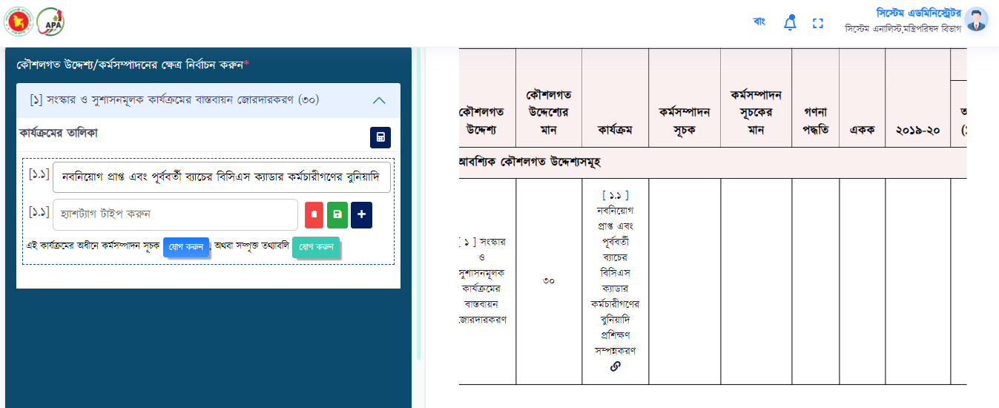 APA
বাং
সিস্টেম এডমিনিস্ট্রেটর
সিস্টেম এনালিস্ট,মন্ত্রিপরিষদ বিভাগ
কৌশলগত উদ্দেশ্য/কর্মসম্পাদনের ক্ষেত্র নির্বাচন করুন*
[১] সংস্কার ও সুশাসনমূলক কার্যক্রমের বাস্তবায়ন জোরদারকরণ (৩০)
কার্যক্রমের তালিকা
[১.১] নবনিয়োগ প্রাপ্ত এবং পূর্ববর্তী ব্যাচের বিসিএস ক্যাডার কর্মচারীগণের বুনিয়াদি
[১.১] হ্যাশট্যাগ টাইপ করুন
এই কার্যক্রমের অধীনে কর্মসম্পাদন সূচক যোগ করুন , অথবা সম্পৃক্ত তথ্যাবলি যোগ করুন
কৌশলগত
উদ্দেশ্য
কৌশলগত
উদ্দেশ্যের
মান
কার্যক্রম
কর্মসম্পাদন
সূচক
কর্মসম্পাদন
সূচকের
মান
গণনা
পদ্ধতি
একক
২০১৯-২০
আবশ্যিক কৌশলগত উদ্দেশ্যসমূহ
[ ১ ] সংস্কার
ও
সুশাসনমূলক
কার্যক্রমের
বাস্তবায়ন
জোরদারকরণ
৩০
[ ১.১ ]
নবনিয়োগ
প্রাপ্ত এবং
পূর্ববর্তী
ব্যাচের
বিসিএস
ক্যাডার
কর্মচারীগণের
বুনিয়াদি
প্রশিক্ষণ
সম্পন্নকরণ